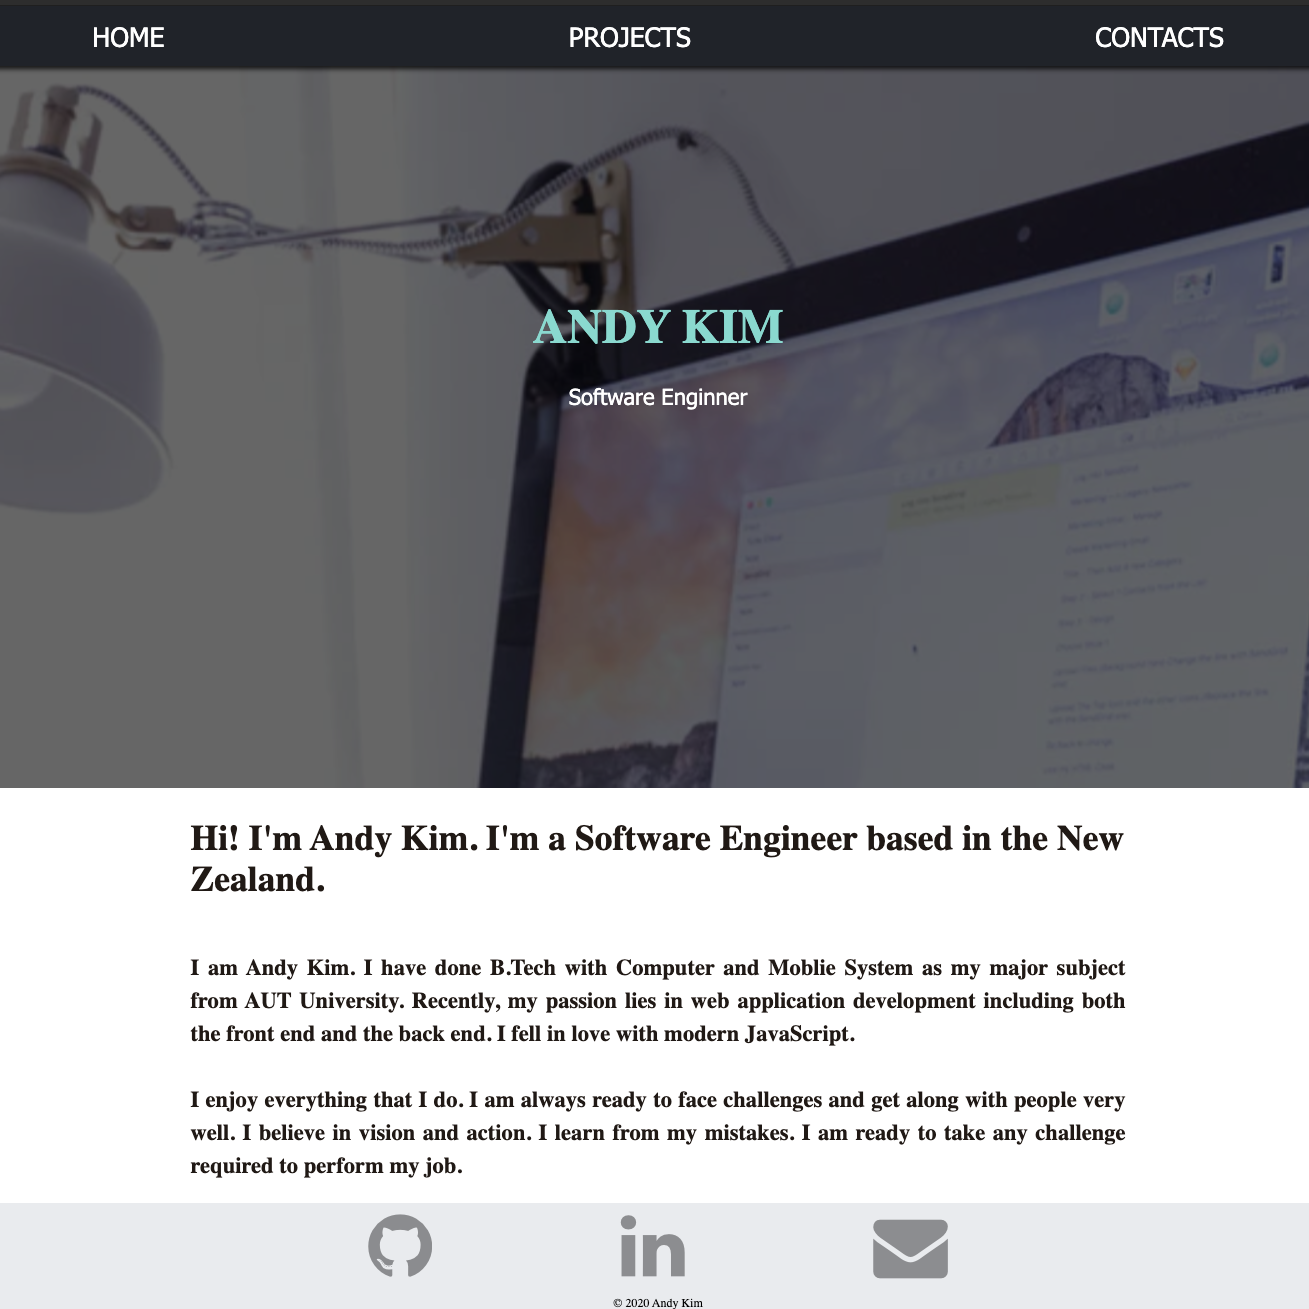 HOME PROJECTS CONTACTS
ANDY KIM
Software Enginner
Hi! I'm Andy Kim. I'm a Software Engineer based in the New
Zealand.
I am Andy Kim. I have done B.Tech with Computer and Moblie System as my major subject
from AUT University. Recently, my passion lies in web application development including both
the front end and the back end. I fell in love with modern JavaScript.
I enjoy everything that I do. I am always ready to face challenges and get along with people very
well. I believe in vision and action. I learn from my mistakes. I am ready to take any challenge
required to perform my job.
in
© 2020 Andy Kim